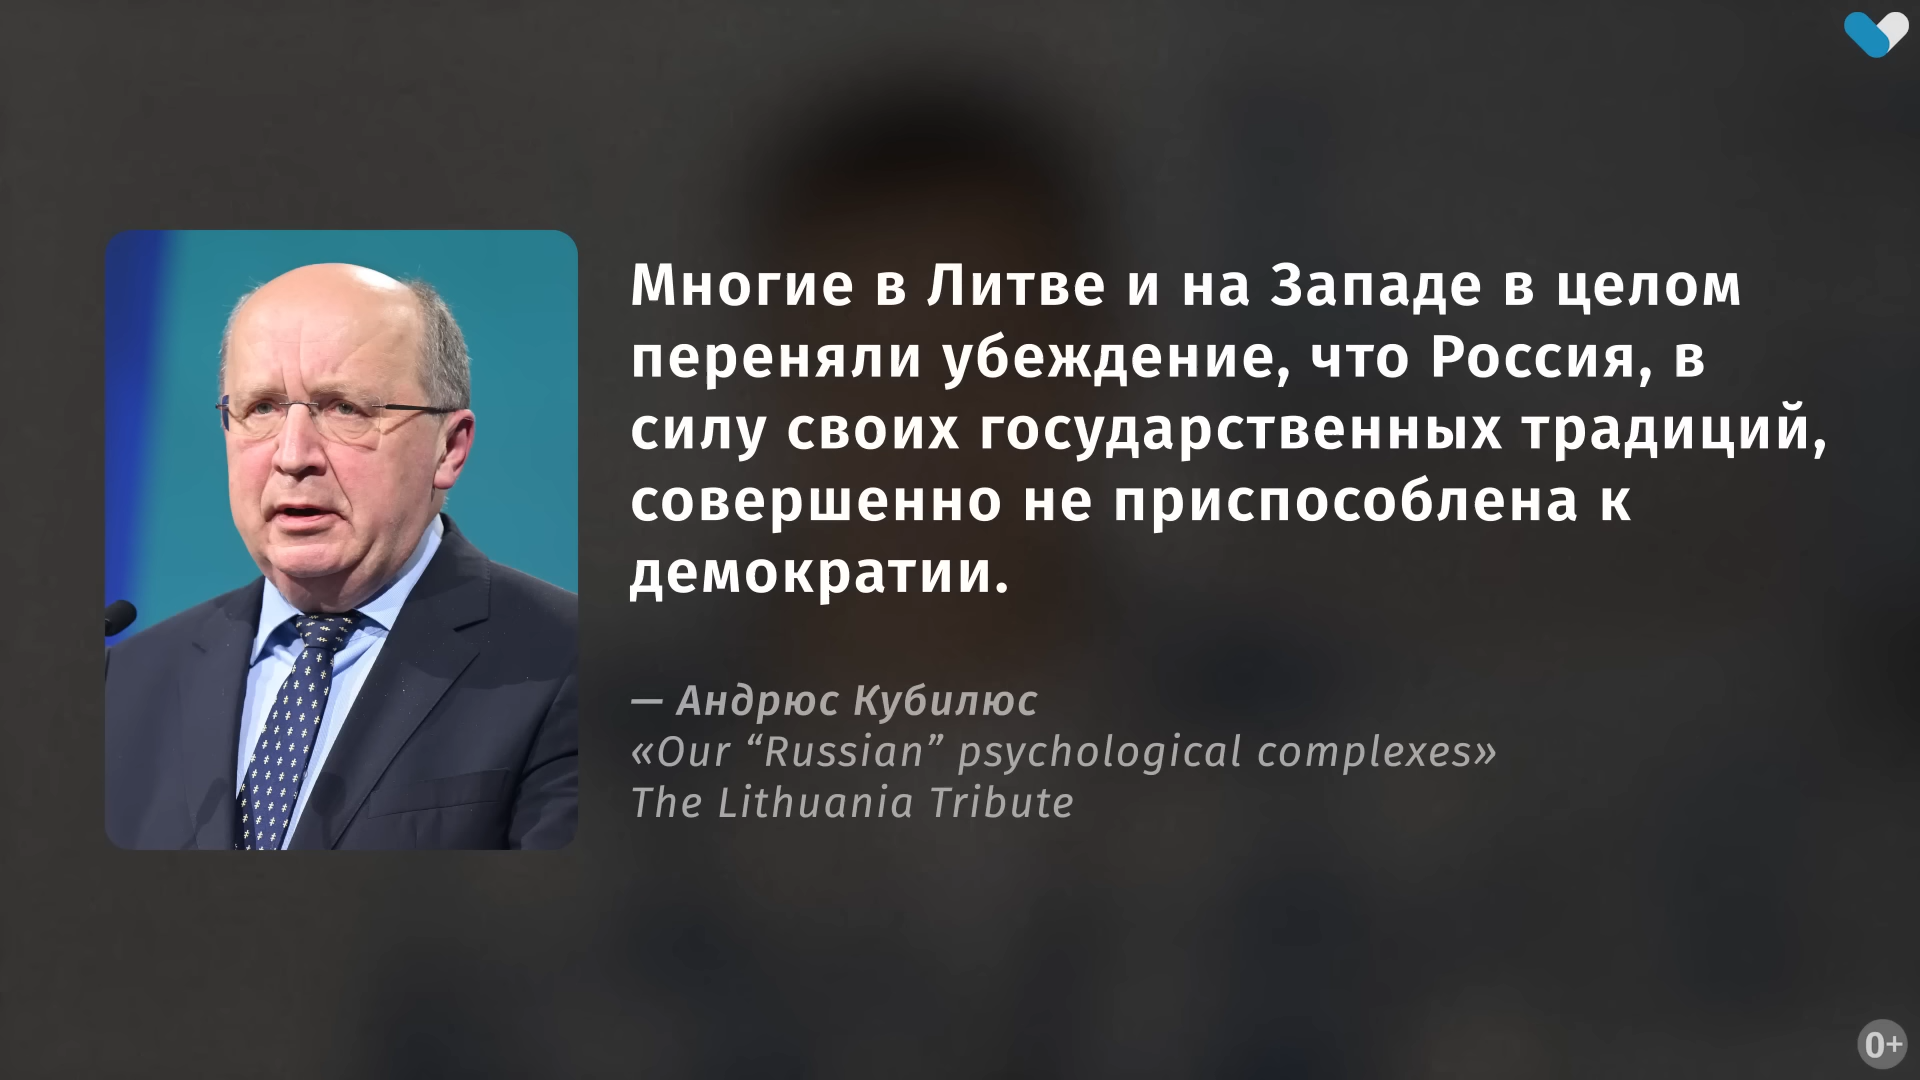 Многие в Литве и на Западе в целом
переняли убеждение, что Россия, в
силу своих государственных традиций,
совершенно не приспособлена к
демократии.
— Андрюс Кубилюс
«Our “Russian” psychological complexes»
The Lithuania Tribute
0+